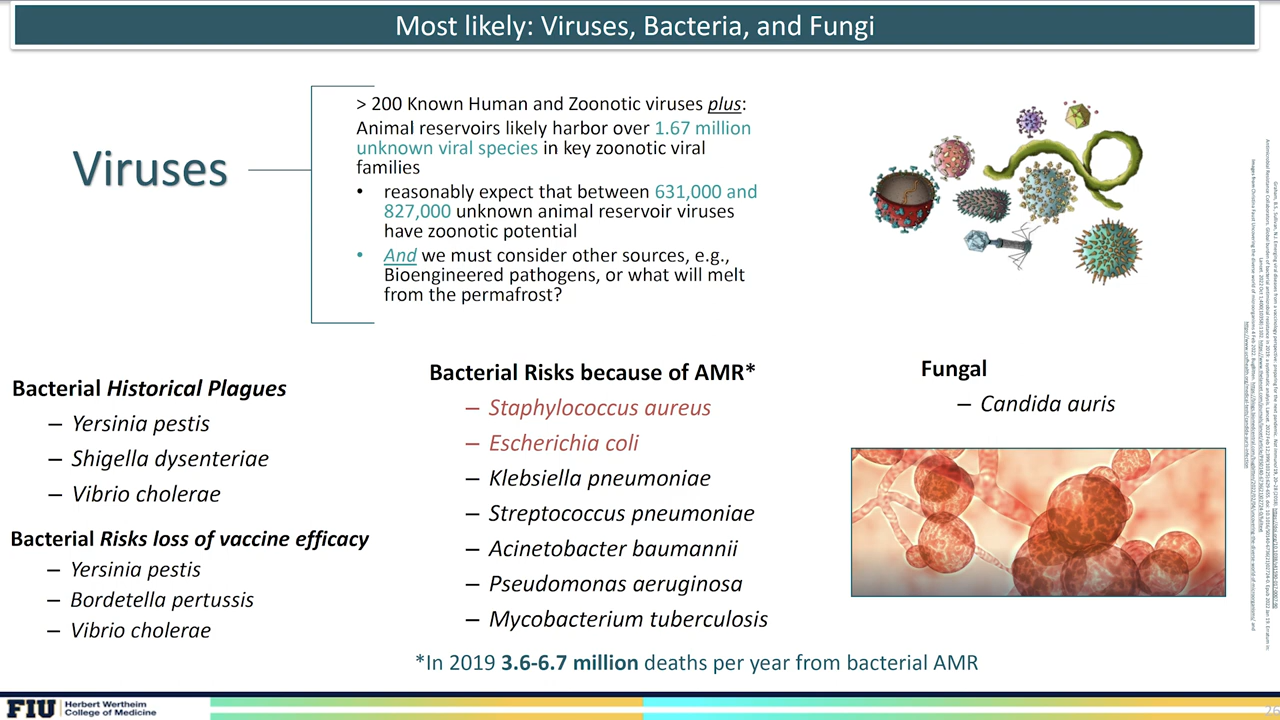 Most likely: Viruses, Bacteria, and Fungi
Viruses
> 200 Known Human and Zoonotic viruses plus:
Animal reservoirs likely harbor over 1.67 million
unknown viral species in key zoonotic viral
families
• reasonably expect that between 631,000 and
827,000 unknown animal reservoir viruses
have zoonotic potential
• And we must consider other sources, e.g.,
Bioengineered pathogens, or what will melt
from the permafrost?
Bacterial Historical Plagues
– Yersinia pestis
– Shigella dysenteriae
– Vibrio cholerae
Bacterial Risks loss of vaccine efficacy
– Yersinia pestis
– Bordetella pertussis
– Vibrio cholerae
Bacterial Risks because of AMR*
– Staphylococcus aureus
– Escherichia coli
– Klebsiella pneumoniae
– Streptococcus pneumoniae
– Acinetobacter baumannii
– Pseudomonas aeruginosa
– Mycobacterium tuberculosis
Fungal
– Candida auris
*In 2019 3.6-6.7 million deaths per year from bacterial AMR
FIU
Herbert Wertheim
College of Medicine
26